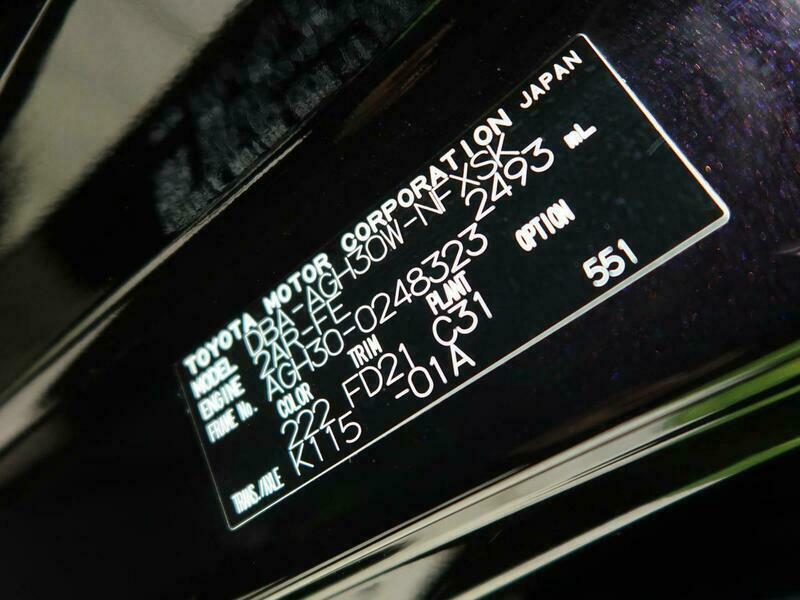 TOYOTA MOTOR CORPORATION JAPAN
MODEL DBA-AGH30W-NFXSK
ENGINE 2AR-FE 2493 mL
FRAME No. AGH30-0248323
COLOR TRIM PLANT OPTION
222 FD21 C31 551
TRANS./AXLE K115 -01A